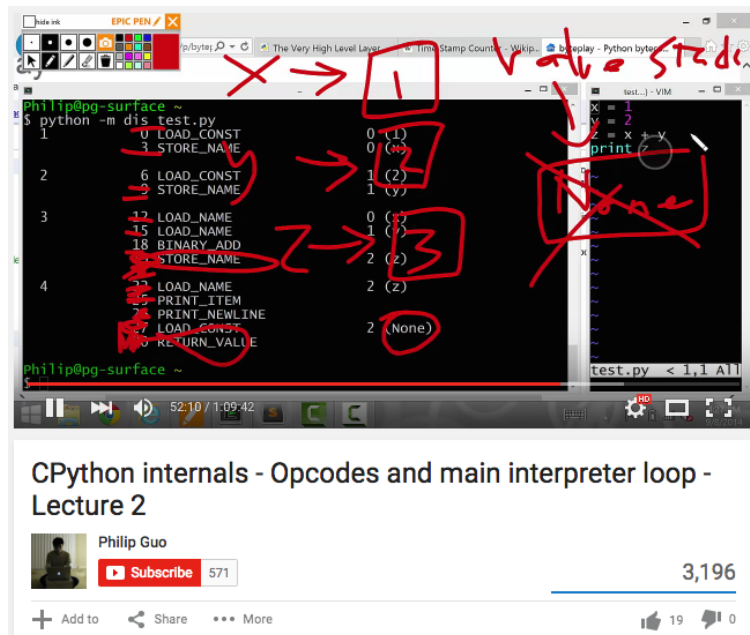 hide ink
EPIC PEN
The Very High Level Layer
Time Stamp Counter - Wikip...
byteplay - Python bytec...
value stack
X → 1
Philip@pg-surface ~
$ python -m dis test.py
1 0 LOAD_CONST 0 (1)
3 STORE_NAME 0 (x)
2 6 LOAD_CONST 1 (2)
9 STORE_NAME 1 (y)
3 12 LOAD_NAME 0 (x)
15 LOAD_NAME 1 (y)
18 BINARY_ADD
STORE_NAME 2 (z)
4 22 LOAD_NAME 2 (z)
25 PRINT_ITEM
PRINT_NEWLINE
LOAD_CONST 2 (None)
RETURN_VALUE
Philip@pg-surface ~
$
y → 2
Z → 3
test...) - VIM
x = 1
y = 2
z = x + y
print z
~
~
~
~
~
~
~
~
~
~
None
test.py < 1,1 All
52:10 / 1:09:42
HD
CPython internals - Opcodes and main interpreter loop -
Lecture 2
Philip Guo
Subscribe 571
3,196
Add to Share More 19 0